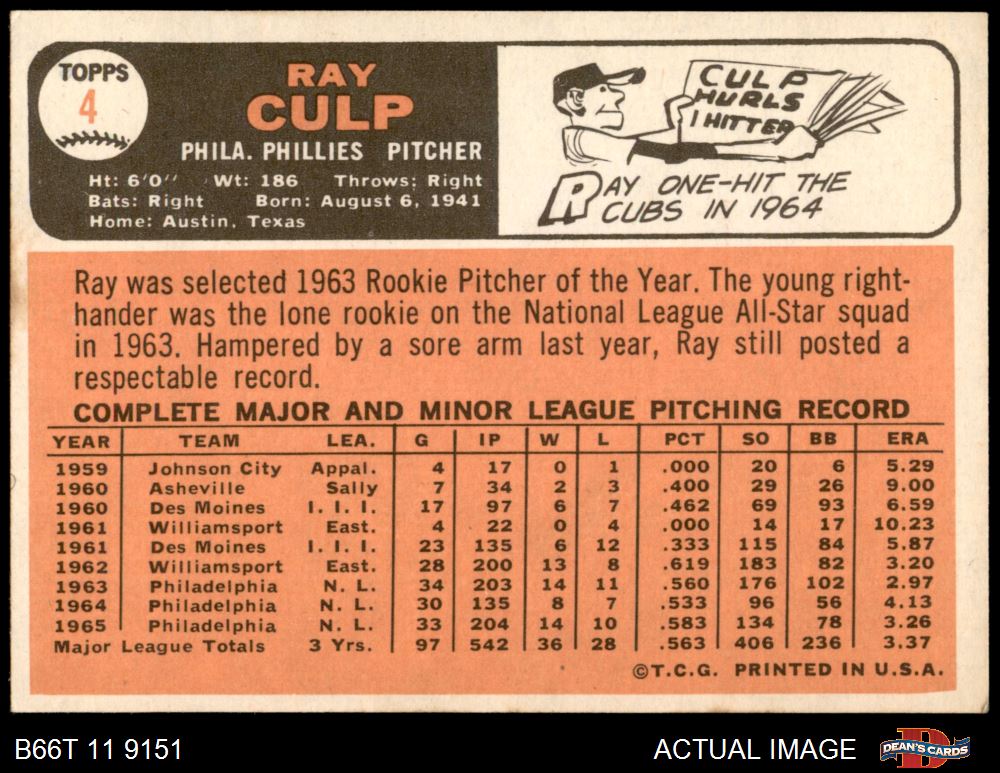 TOPPS
4
RAY
CULP
PHILA. PHILLIES PITCHER
Ht: 6'0" Wt: 186 Throws: Right
Bats: Right Born: August 6, 1941
Home: Austin, Texas
CULP
HURLS
1 HITTER
RAY ONE-HIT THE
CUBS IN 1964
Ray was selected 1963 Rookie Pitcher of the Year. The young right-
hander was the lone rookie on the National League All-Star squad
in 1963. Hampered by a sore arm last year, Ray still posted a
respectable record.
COMPLETE MAJOR AND MINOR LEAGUE PITCHING RECORD
YEAR TEAM LEA. G IP W L PCT SO BB ERA
1959 Johnson City Appal. 4 17 0 1 .000 20 6 5.29
1960 Asheville Sally 7 34 2 3 .400 29 26 9.00
1960 Des Moines I. I. I. 17 97 6 7 .462 69 93 6.59
1961 Williamsport East. 4 22 0 4 .000 14 17 10.23
1961 Des Moines I. I. I. 23 135 6 12 .333 115 84 5.87
1962 Williamsport East. 28 200 13 8 .619 183 82 3.20
1963 Philadelphia N. L. 34 203 14 11 .560 176 102 2.97
1964 Philadelphia N. L. 30 135 8 7 .533 96 56 4.13
1965 Philadelphia N. L. 33 204 14 10 .583 134 78 3.26
Major League Totals 3 Yrs. 97 542 36 28 .563 406 236 3.37
©T.C.G. PRINTED IN U.S.A.
B66T 11 9151 ACTUAL IMAGE DEAN'S CARDS